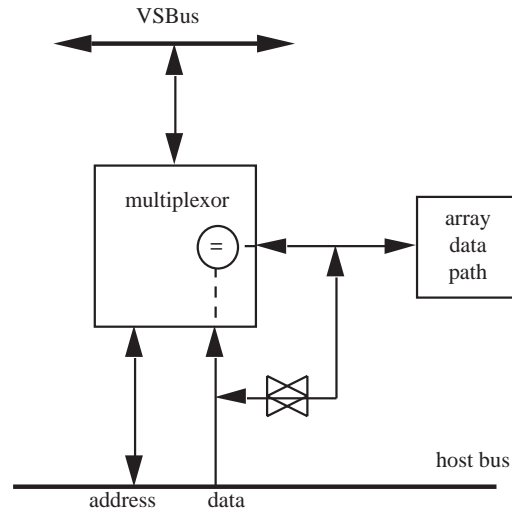 VSBus
multiplexor
=
array
data
path
host bus
address
data